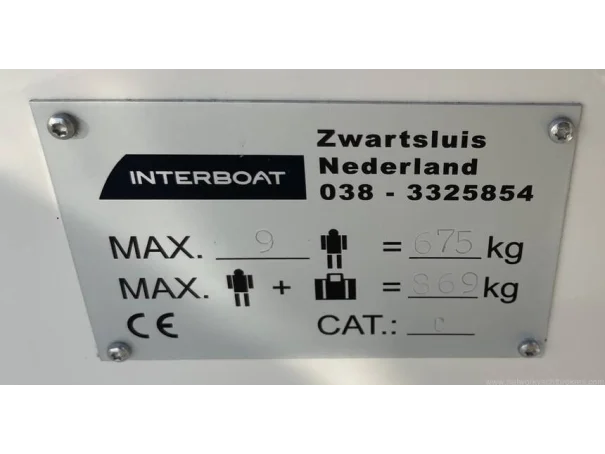 Zwartsluis
Nederland
038 - 3325854
INTERBOAT
MAX. 9 = 675 kg
MAX. + = 869 kg
CE CAT.: C